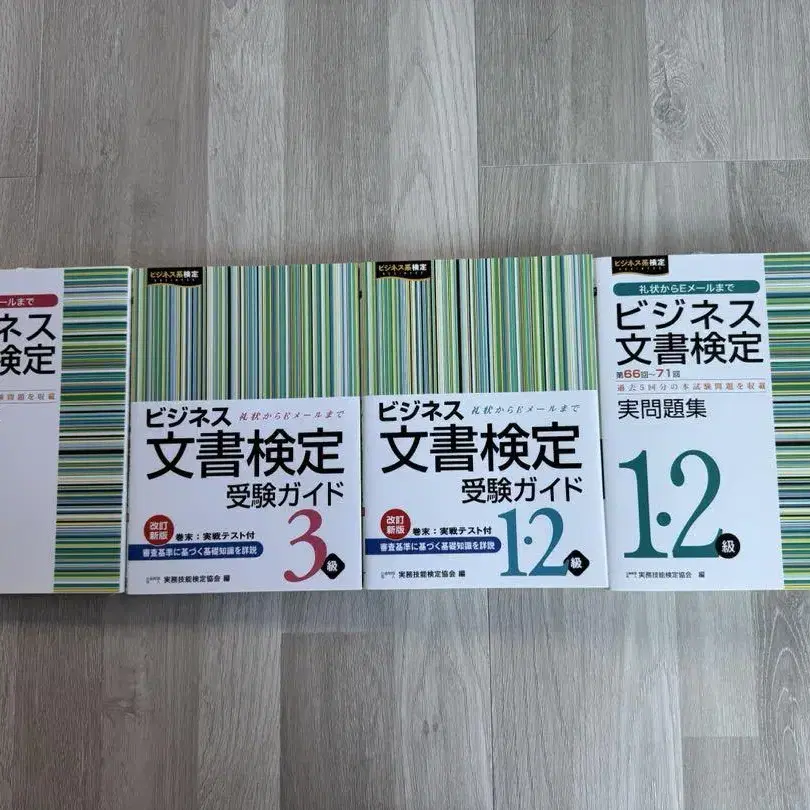 ールまで
ネス
検定
問題を収載
ビジネス系検定
ビジネス 礼状からEメールまで
文書検定
受験ガイド
改訂
新版
巻末:実戦テスト付
審査基準に基づく基礎知識を詳説
3級
実務技能検定協会 編
ビジネス系検定
ビジネス 礼状からEメールまで
文書検定
受験ガイド
改訂
新版
巻末:実戦テスト付
審査基準に基づく基礎知識を詳説
1・2級
実務技能検定協会 編
ビジネス系検定
礼状からEメールまで
ビジネス
文書検定
第66回~71回
過去5回分の本試験問題を収載
実問題集
1・2級
実務技能検定協会 編